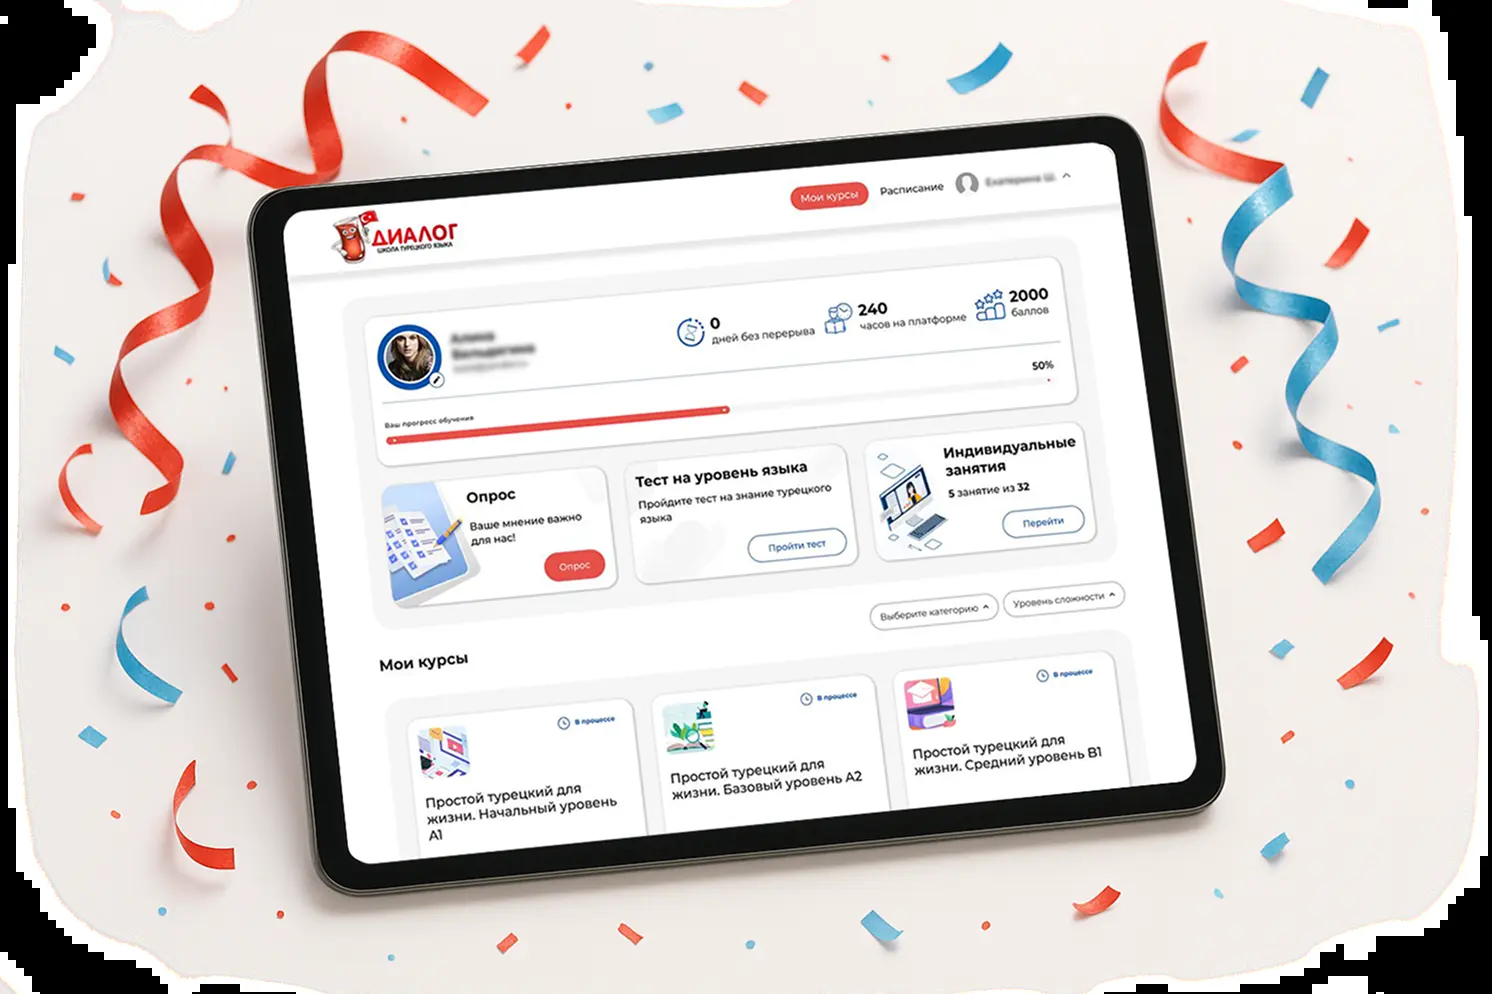 ДИАЛОГ
ШКОЛА ТУРЕЦКОГО ЯЗЫКА
Мои курсы
Расписание
0
дней без перерыва
240
часов на платформе
2000
баллов
50%
Ваш прогресс обучения
Опрос
Ваше мнение важно
для нас!
Опрос
Тест на уровень языка
Пройдите тест на знание турецкого
языка
Пройти тест
Индивидуальные
занятия
5 занятие из 32
Перейти
Выберите категорию
Уровень сложности
Мои курсы
В процессе
Простой турецкий для
жизни. Начальный уровень
A1
В процессе
Простой турецкий для
жизни. Базовый уровень A2
В процессе
Простой турецкий для
жизни. Средний уровень B1